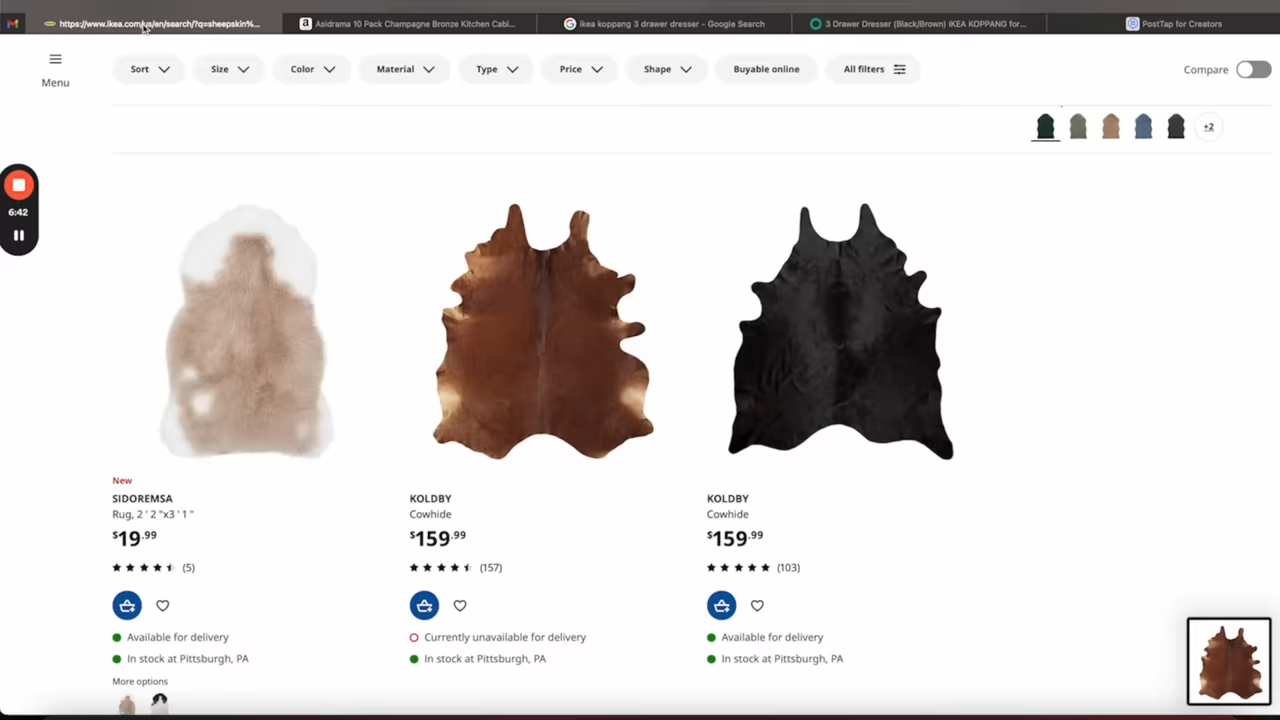 https://www.ikea.com/us/en/search/?q=sheepskin%...
Asidrama 10 Pack Champagne Bronze Kitchen Cabi...
ikea koppang 3 drawer dresser - Google Search
3 Drawer Dresser (Black/Brown) IKEA KOPPANG for...
PostTap for Creators
Menu
Sort
Size
Color
Material
Type
Price
Shape
Buyable online
All filters
Compare
+2
6:42
New
SIDOREMSA
Rug, 2 ' 2 "x3 ' 1 "
$19.99
(5)
Available for delivery
In stock at Pittsburgh, PA
More options
KOLDBY
Cowhide
$159.99
(157)
Currently unavailable for delivery
In stock at Pittsburgh, PA
KOLDBY
Cowhide
$159.99
(103)
Available for delivery
In stock at Pittsburgh, PA